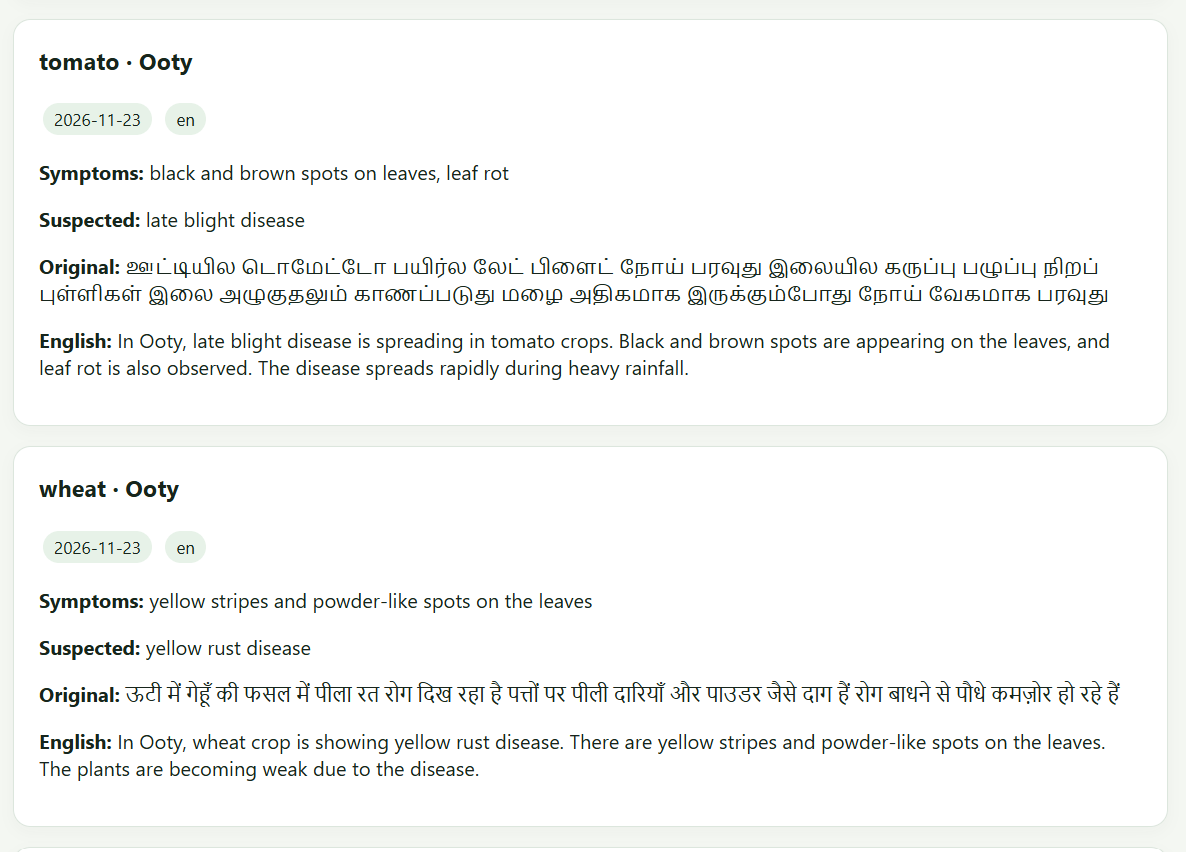 tomato · Ooty
2026-11-23 en
Symptoms: black and brown spots on leaves, leaf rot
Suspected: late blight disease
Original: ஊட்டியில டொமேட்டோ பயிர்ல லேட் பிளைட் நோய் பரவுது இலையில கருப்பு பழுப்பு நிறப்
புள்ளிகள் இலை அழுகுதலும் காணப்படுது மழை அதிகமாக இருக்கும்போது நோய் வேகமாக பரவுது
English: In Ooty, late blight disease is spreading in tomato crops. Black and brown spots are appearing on the leaves, and
leaf rot is also observed. The disease spreads rapidly during heavy rainfall.
wheat · Ooty
2026-11-23 en
Symptoms: yellow stripes and powder-like spots on the leaves
Suspected: yellow rust disease
Original: ऊटी में गेहूँ की फसल में पीला रत रोग दिख रहा है पत्तों पर पीली दारियाँ और पाउडर जैसे दाग हैं रोग बाधने से पौधे कमज़ोर हो रहे हैं
English: In Ooty, wheat crop is showing yellow rust disease. There are yellow stripes and powder-like spots on the leaves.
The plants are becoming weak due to the disease.